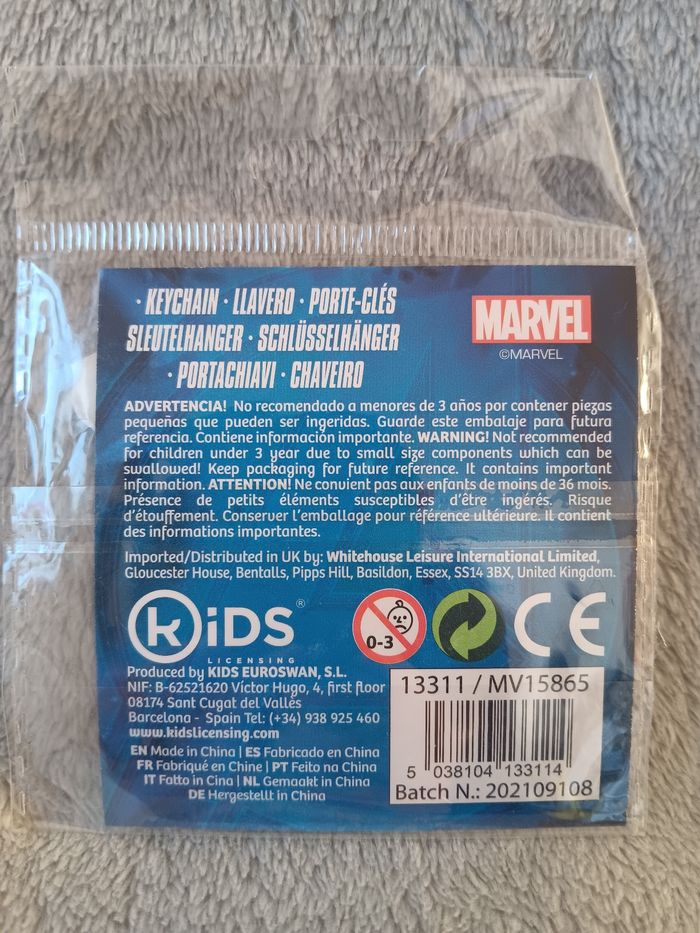 · KEYCHAIN · LLAVERO · PORTE-CLÉS
SLEUTELHANGER · SCHLÜSSELHÄNGER
· PORTACHIAVI · CHAVEIRO
MARVEL
©MARVEL
ADVERTENCIA! No recomendado a menores de 3 años por contener piezas
pequeñas que pueden ser ingeridas. Guarde este embalaje para futura
referencia. Contiene información importante. WARNING! Not recommended
for children under 3 year due to small size components which can be
swallowed! Keep packaging for future reference. It contains important
information. ATTENTION! Ne convient pas aux enfants de moins de 36 mois.
Présence de petits éléments susceptibles d'être ingérés. Risque
d'étouffement. Conserver l'emballage pour référence ultérieure. Il contient
des informations importantes.
Imported/Distributed in UK by: Whitehouse Leisure International Limited,
Gloucester House, Bentalls, Pipps Hill, Basildon, Essex, SS14 3BX, United Kingdom.
kiDS®
LICENSING
0-3
CE
Produced by KIDS EUROSWAN, S.L.
NIF: B-62521620 Víctor Hugo, 4, first floor
08174 Sant Cugat del Vallès
Barcelona - Spain Tel: (+34) 938 925 460
www.kidslicensing.com
EN Made in China | ES Fabricado en China
FR Fabriqué en Chine | PT Feito na China
IT Fatto in Cina | NL Gemaakt in China
DE Hergestellt in China
13311 / MV15865
5 038104 133114
Batch N.: 202109108